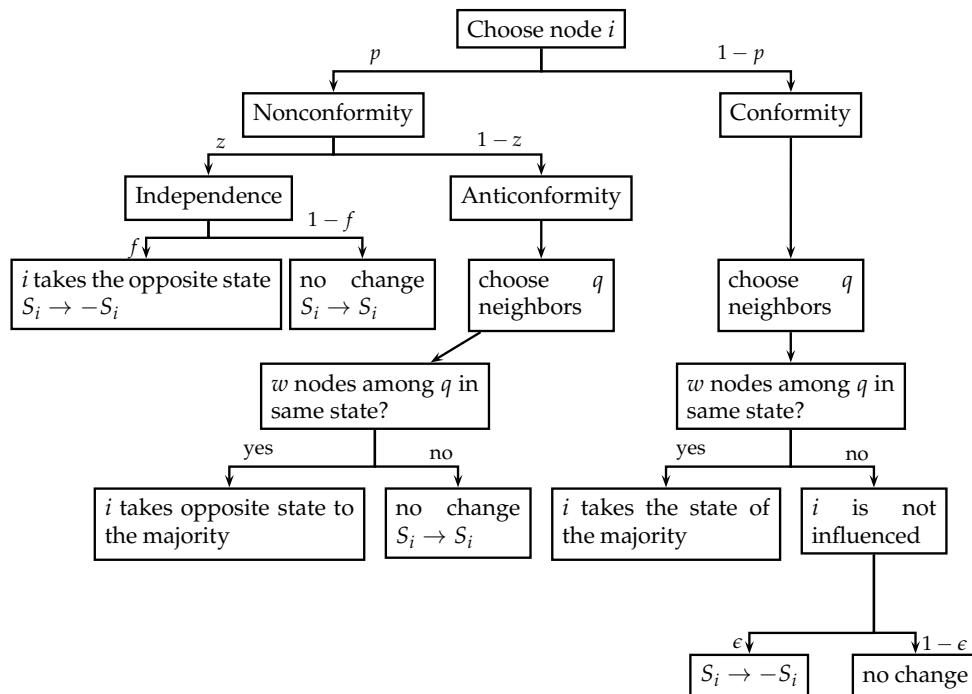 Choose node i
p
1 − p
Nonconformity
Conformity
z
1 − z
Independence
Anticonformity
f
1 − f
i takes the opposite state
S_i → −S_i
no change
S_i → S_i
choose q
neighbors
choose q
neighbors
w nodes among q in
same state?
w nodes among q in
same state?
yes
no
yes
no
i takes opposite state to
the majority
no change
S_i → S_i
i takes the state of
the majority
i is not
influenced
ϵ
1 − ϵ
S_i → −S_i
no change